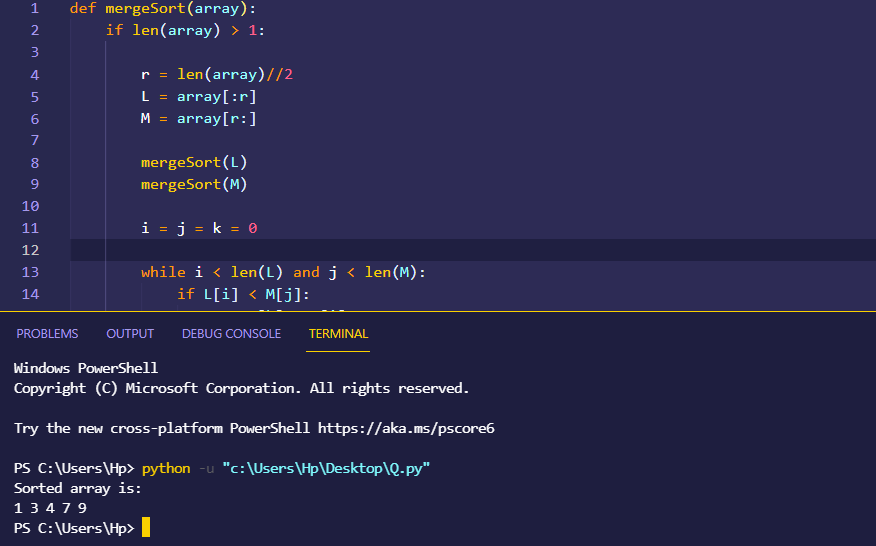 1 def mergeSort(array):
2 if len(array) > 1:
3
4 r = len(array)//2
5 L = array[:r]
6 M = array[r:]
7
8 mergeSort(L)
9 mergeSort(M)
10
11 i = j = k = 0
12
13 while i < len(L) and j < len(M):
14 if L[i] < M[j]:
PROBLEMS OUTPUT DEBUG CONSOLE TERMINAL
Windows PowerShell
Copyright (C) Microsoft Corporation. All rights reserved.
Try the new cross-platform PowerShell https://aka.ms/pscore6
PS C:\Users\Hp> python -u "c:\Users\Hp\Desktop\Q.py"
Sorted array is:
1 3 4 7 9
PS C:\Users\Hp>